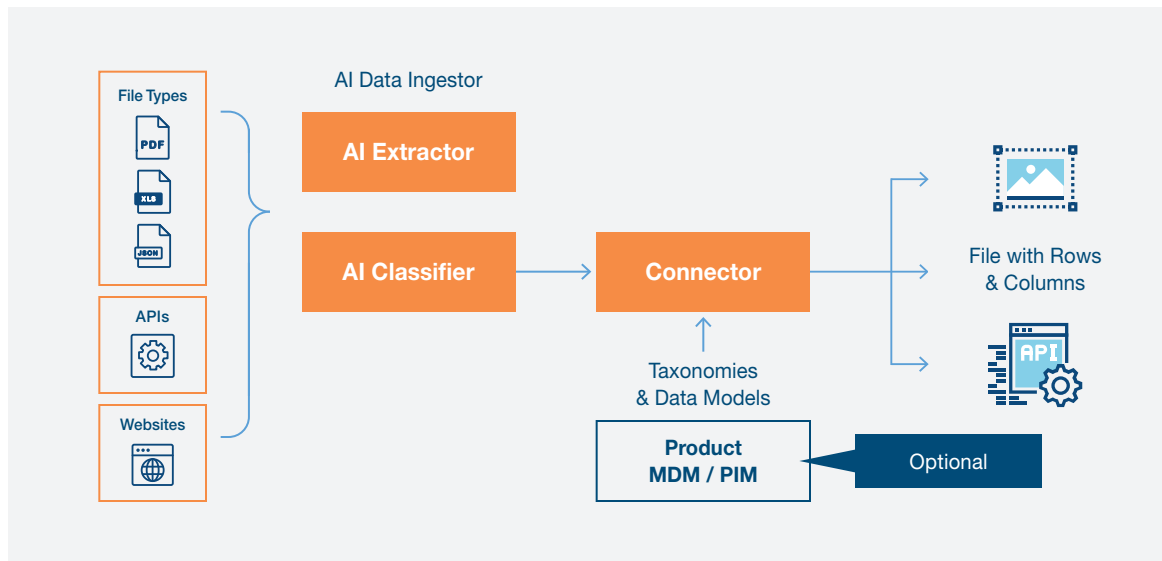 File Types
PDF
XLS
JSON
APIs
Websites
AI Data Ingestor
AI Extractor
AI Classifier
Connector
Taxonomies
& Data Models
Product
MDM / PIM
Optional
File with Rows
& Columns
API